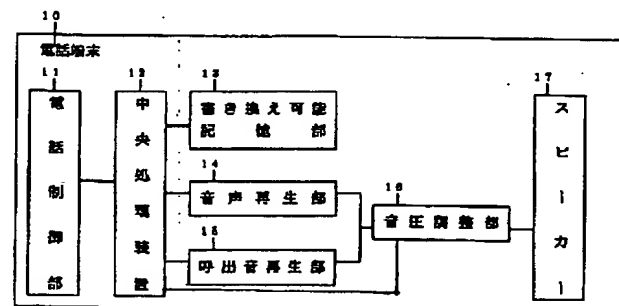 10
電話端末
11
電話制御部
12
中央処理装置
13
書き換え可能
記憶部
14
音声再生部
15
呼出音再生部
16
音圧調整部
17
スピーカー